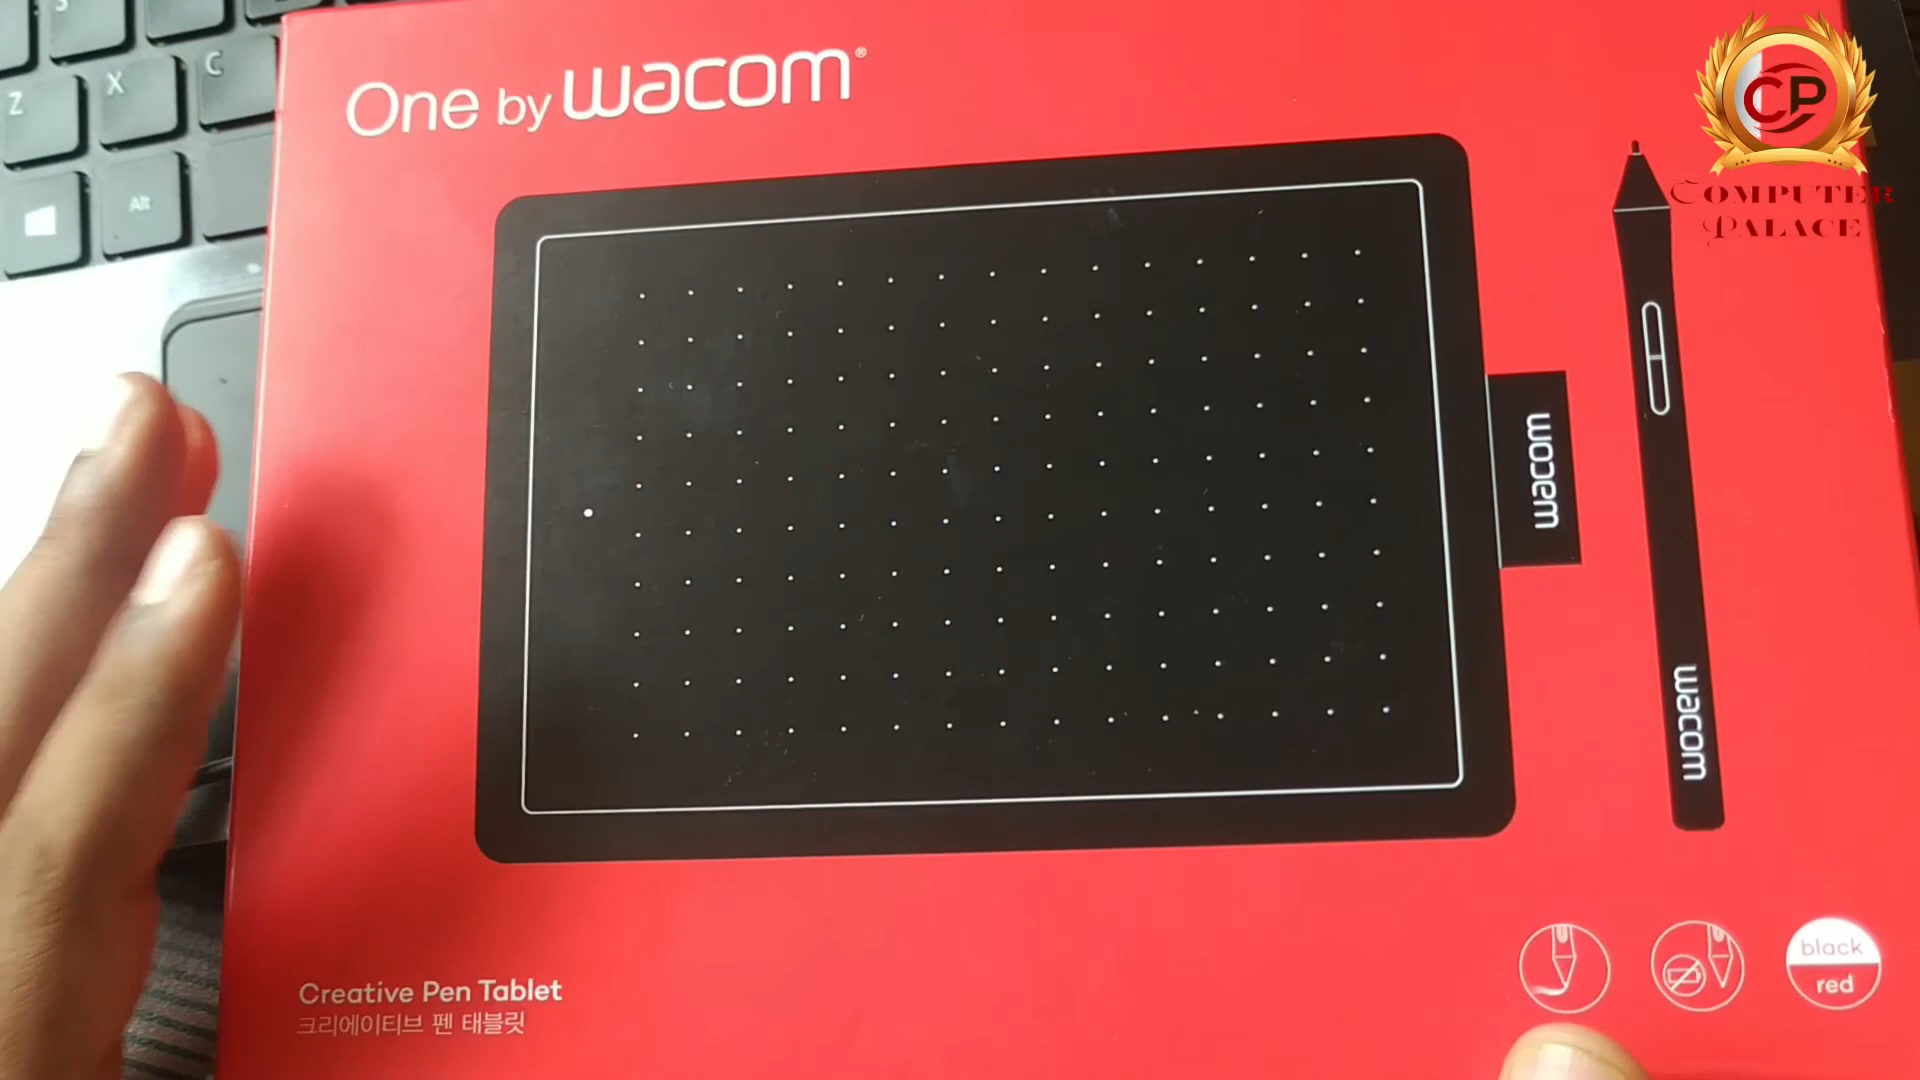 S
Z
X
C
Alt
One by wacom®
CP
COMPUTER
PALACE
wacom
wacom
Creative Pen Tablet
크리에이티브 펜 태블릿
black
red